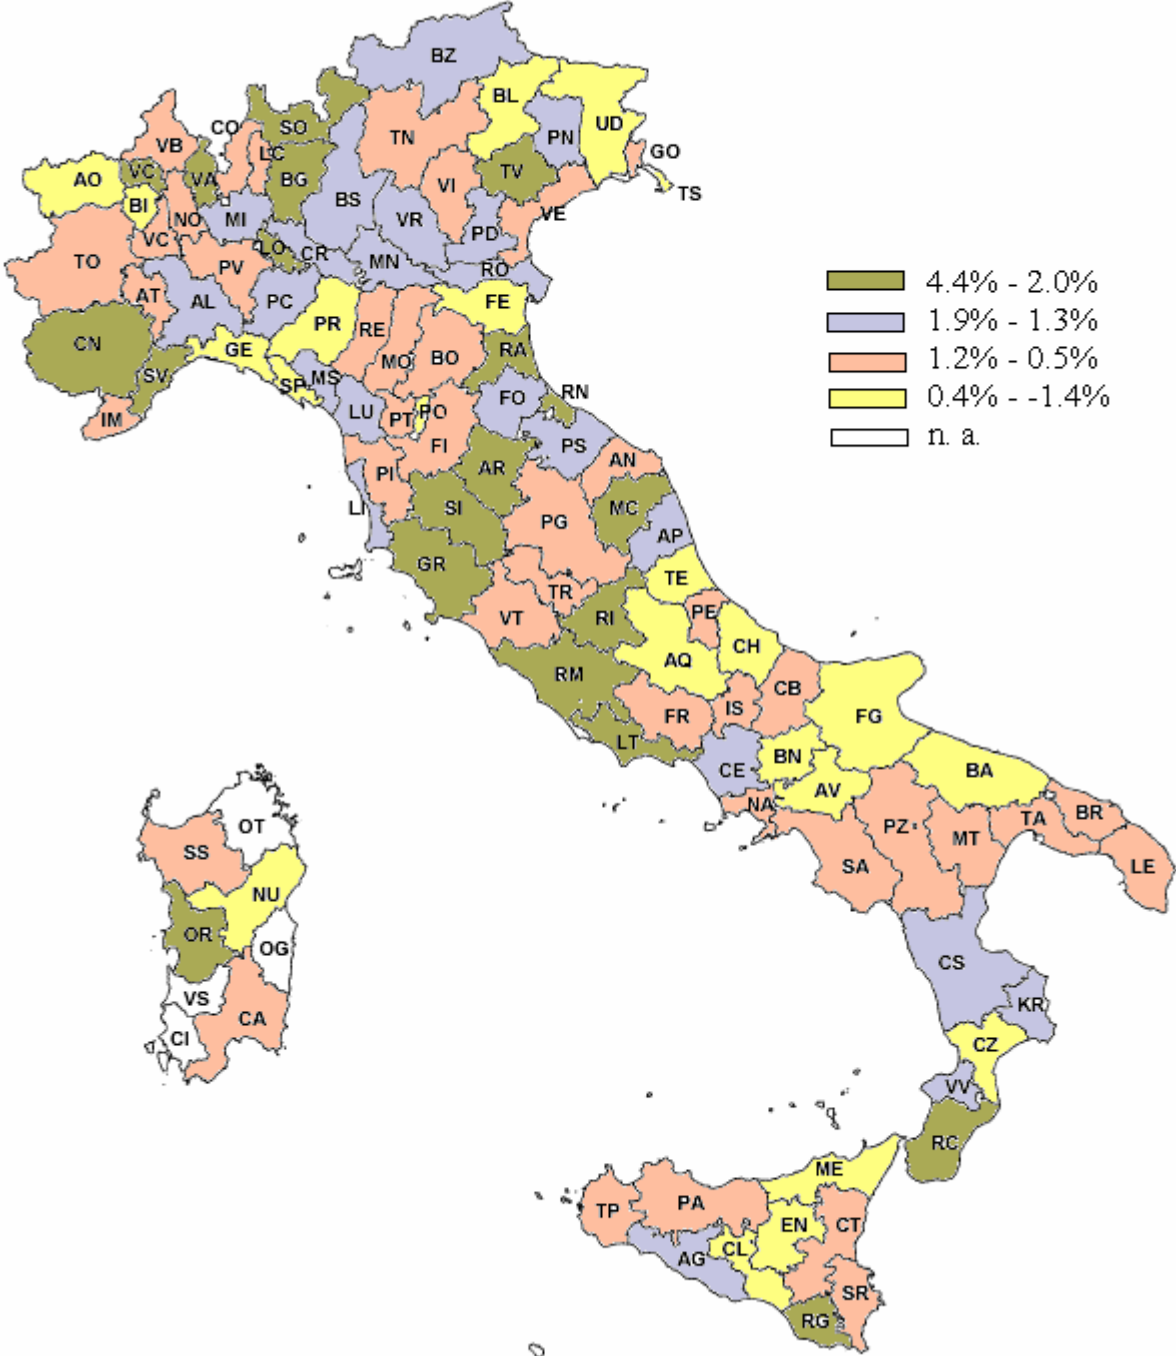 BZ
BL
UD
PN
SO
CO
TN
VB
LC
GO
VC
VA
BG
TV
AO
VI
TS
BS
BI
VE
NO
MI
VR
PD
VC
LO
CR
TO
PV
MN
RO
AT
AL
PC
FE
4.4% - 2.0%
PR
RE
1.9% - 1.3%
CN
GE
MO
BO
RA
1.2% - 0.5%
SV
SP
MS
RN
FO
0.4% - -1.4%
LU
PT
PO
IM
FI
PS
n. a.
AN
PI
AR
LI
SI
MC
PG
AP
GR
TE
TR
VT
RI
PE
CH
AQ
RM
CB
IS
FR
FG
LT
BN
CE
BA
AV
NA
BR
TA
OT
PZ
MT
SS
SA
LE
NU
OR
OG
CS
VS
KR
CA
CI
CZ
VV
RC
ME
PA
TP
EN
CT
CL
AG
SR
RG